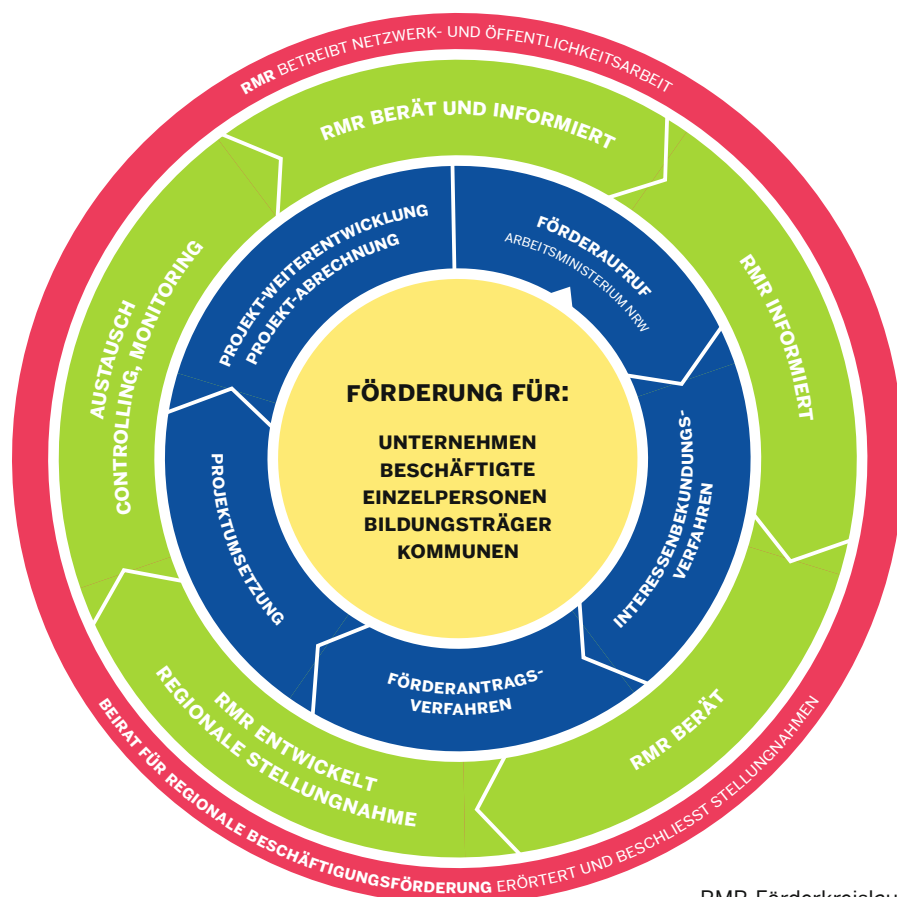 RMR BETREIBT NETZWERK- UND ÖFFENTLICHKEITSARBEIT
RMR BERÄT UND INFORMIERT
RMR INFORMIERT
RMR BERÄT
RMR ENTWICKELT
REGIONALE STELLUNGNAHME
AUSTAUSCH
CONTROLLING, MONITORING
FÖRDERAUFRUF
ARBEITSMINISTERIUM NRW
INTERESSENBEKUNDUNGS-
VERFAHREN
FÖRDERANTRAGS-
VERFAHREN
PROJEKTUMSETZUNG
PROJEKT-WEITERENTWICKLUNG
PROJEKT-ABRECHNUNG
FÖRDERUNG FÜR:
UNTERNEHMEN
BESCHÄFTIGTE
EINZELPERSONEN
BILDUNGSTRÄGER
KOMMUNEN
BEIRAT FÜR REGIONALE BESCHÄFTIGUNGSFÖRDERUNG ERÖRTERT UND BESCHLIESST STELLUNGNAHMEN